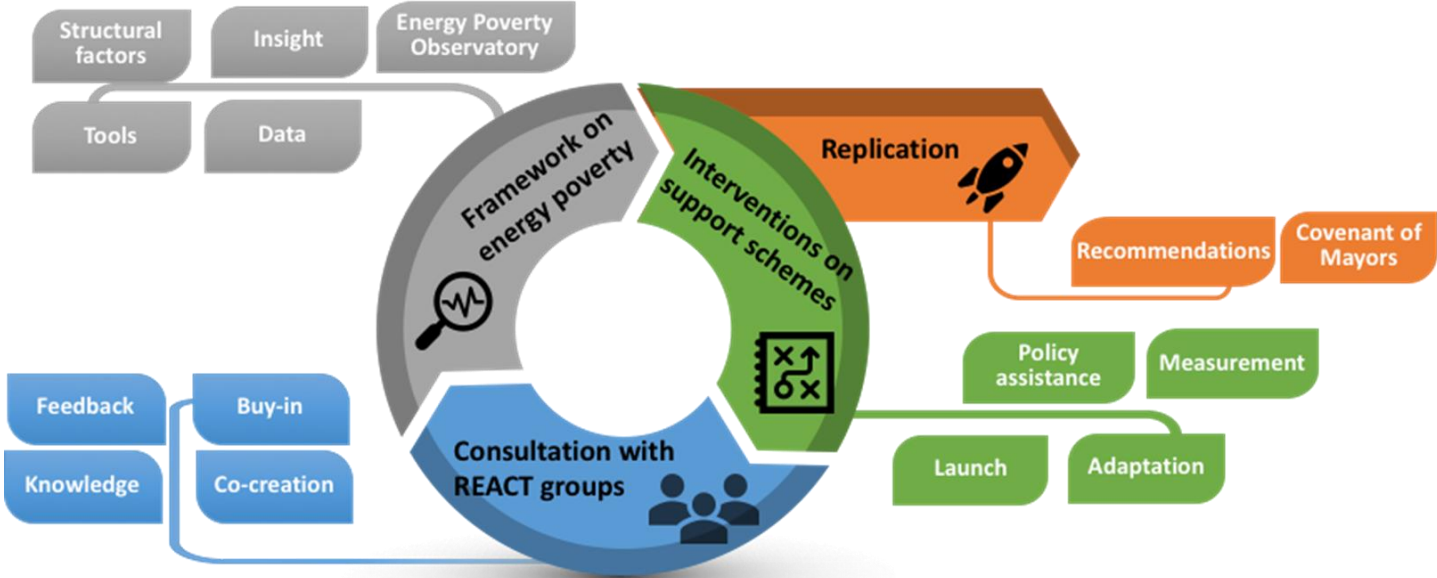 Structural
factors
Insight
Energy Poverty
Observatory
Tools
Data
Framework on
energy poverty
Interventions on
support schemes
Replication
Recommendations
Covenant of
Mayors
Policy
assistance
Measurement
Launch
Adaptation
Consultation with
REACT groups
Feedback
Buy-in
Knowledge
Co-creation